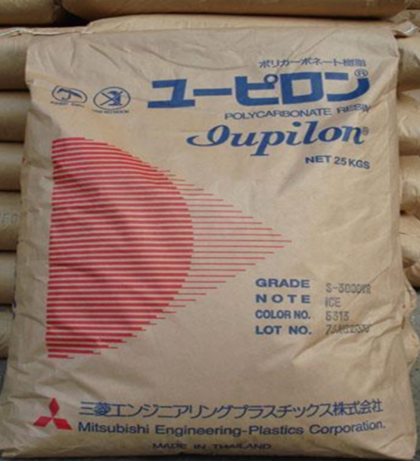 ポリカーボネート樹脂
ユーピロン®
POLYCARBONATE RESIN
Iupilon®
NET 25 KGS
GRADE
NOTE ICE
COLOR NO. 5313
LOT NO.
三菱エンジニアリングプラスチックス株式会社
Mitsubishi Engineering-Plastics Corporation.
MADE IN THAILAND